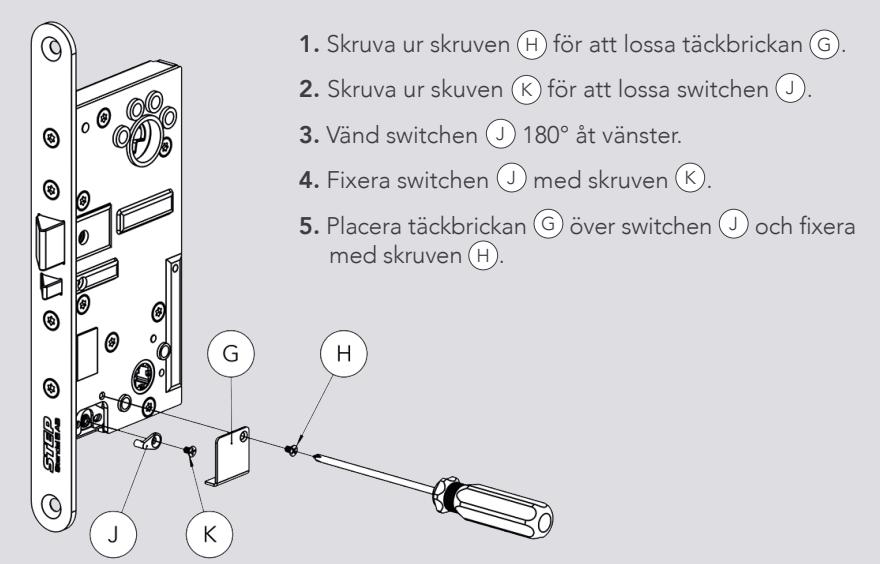 1. Skruva ur skruven H för att lossa täckbrickan G.
2. Skruva ur skuven K för att lossa switchen J.
3. Vänd switchen J 180° åt vänster.
4. Fixera switchen J med skruven K.
5. Placera täckbrickan G över switchen J och fixera
med skruven H.
G
H
STEP
J
K